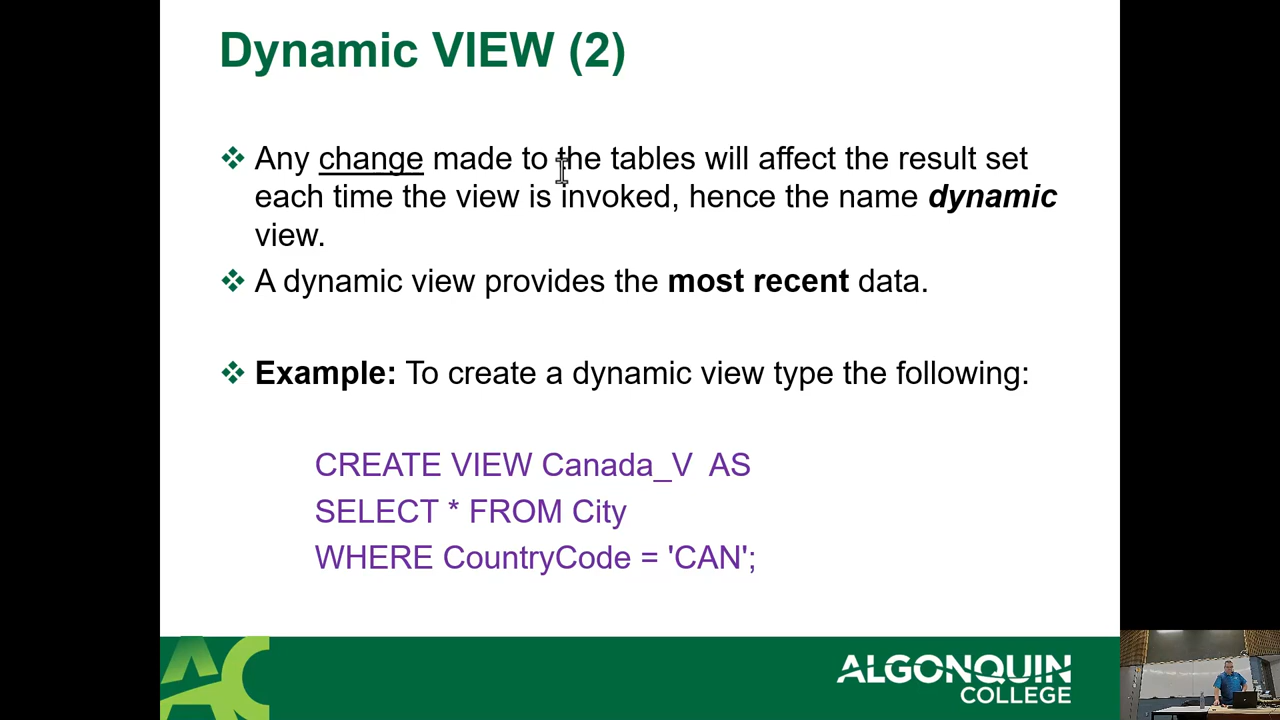 Dynamic VIEW (2)
Any change made to the tables will affect the result set
each time the view is invoked, hence the name dynamic
view.
A dynamic view provides the most recent data.
Example: To create a dynamic view type the following:
CREATE VIEW Canada_V  AS
SELECT * FROM City
WHERE CountryCode = 'CAN';
AC
ALGONQUIN
COLLEGE